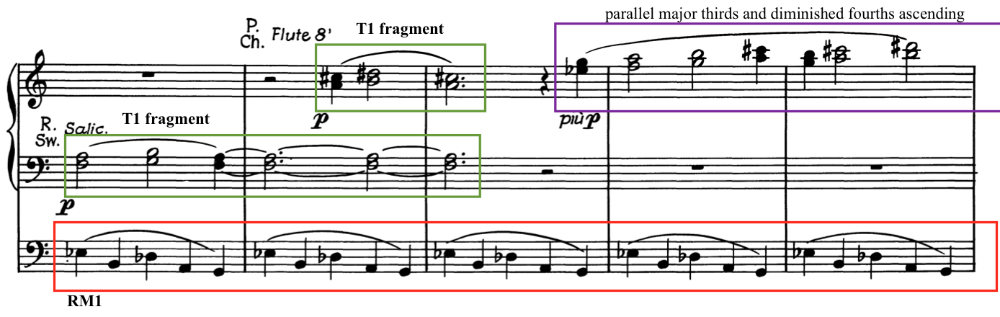 parallel major thirds and diminished fourths ascending
P.
Ch. Flute 8'
T1 fragment
p
più p
T1 fragment
R. Salic.
Sw.
p
RM1